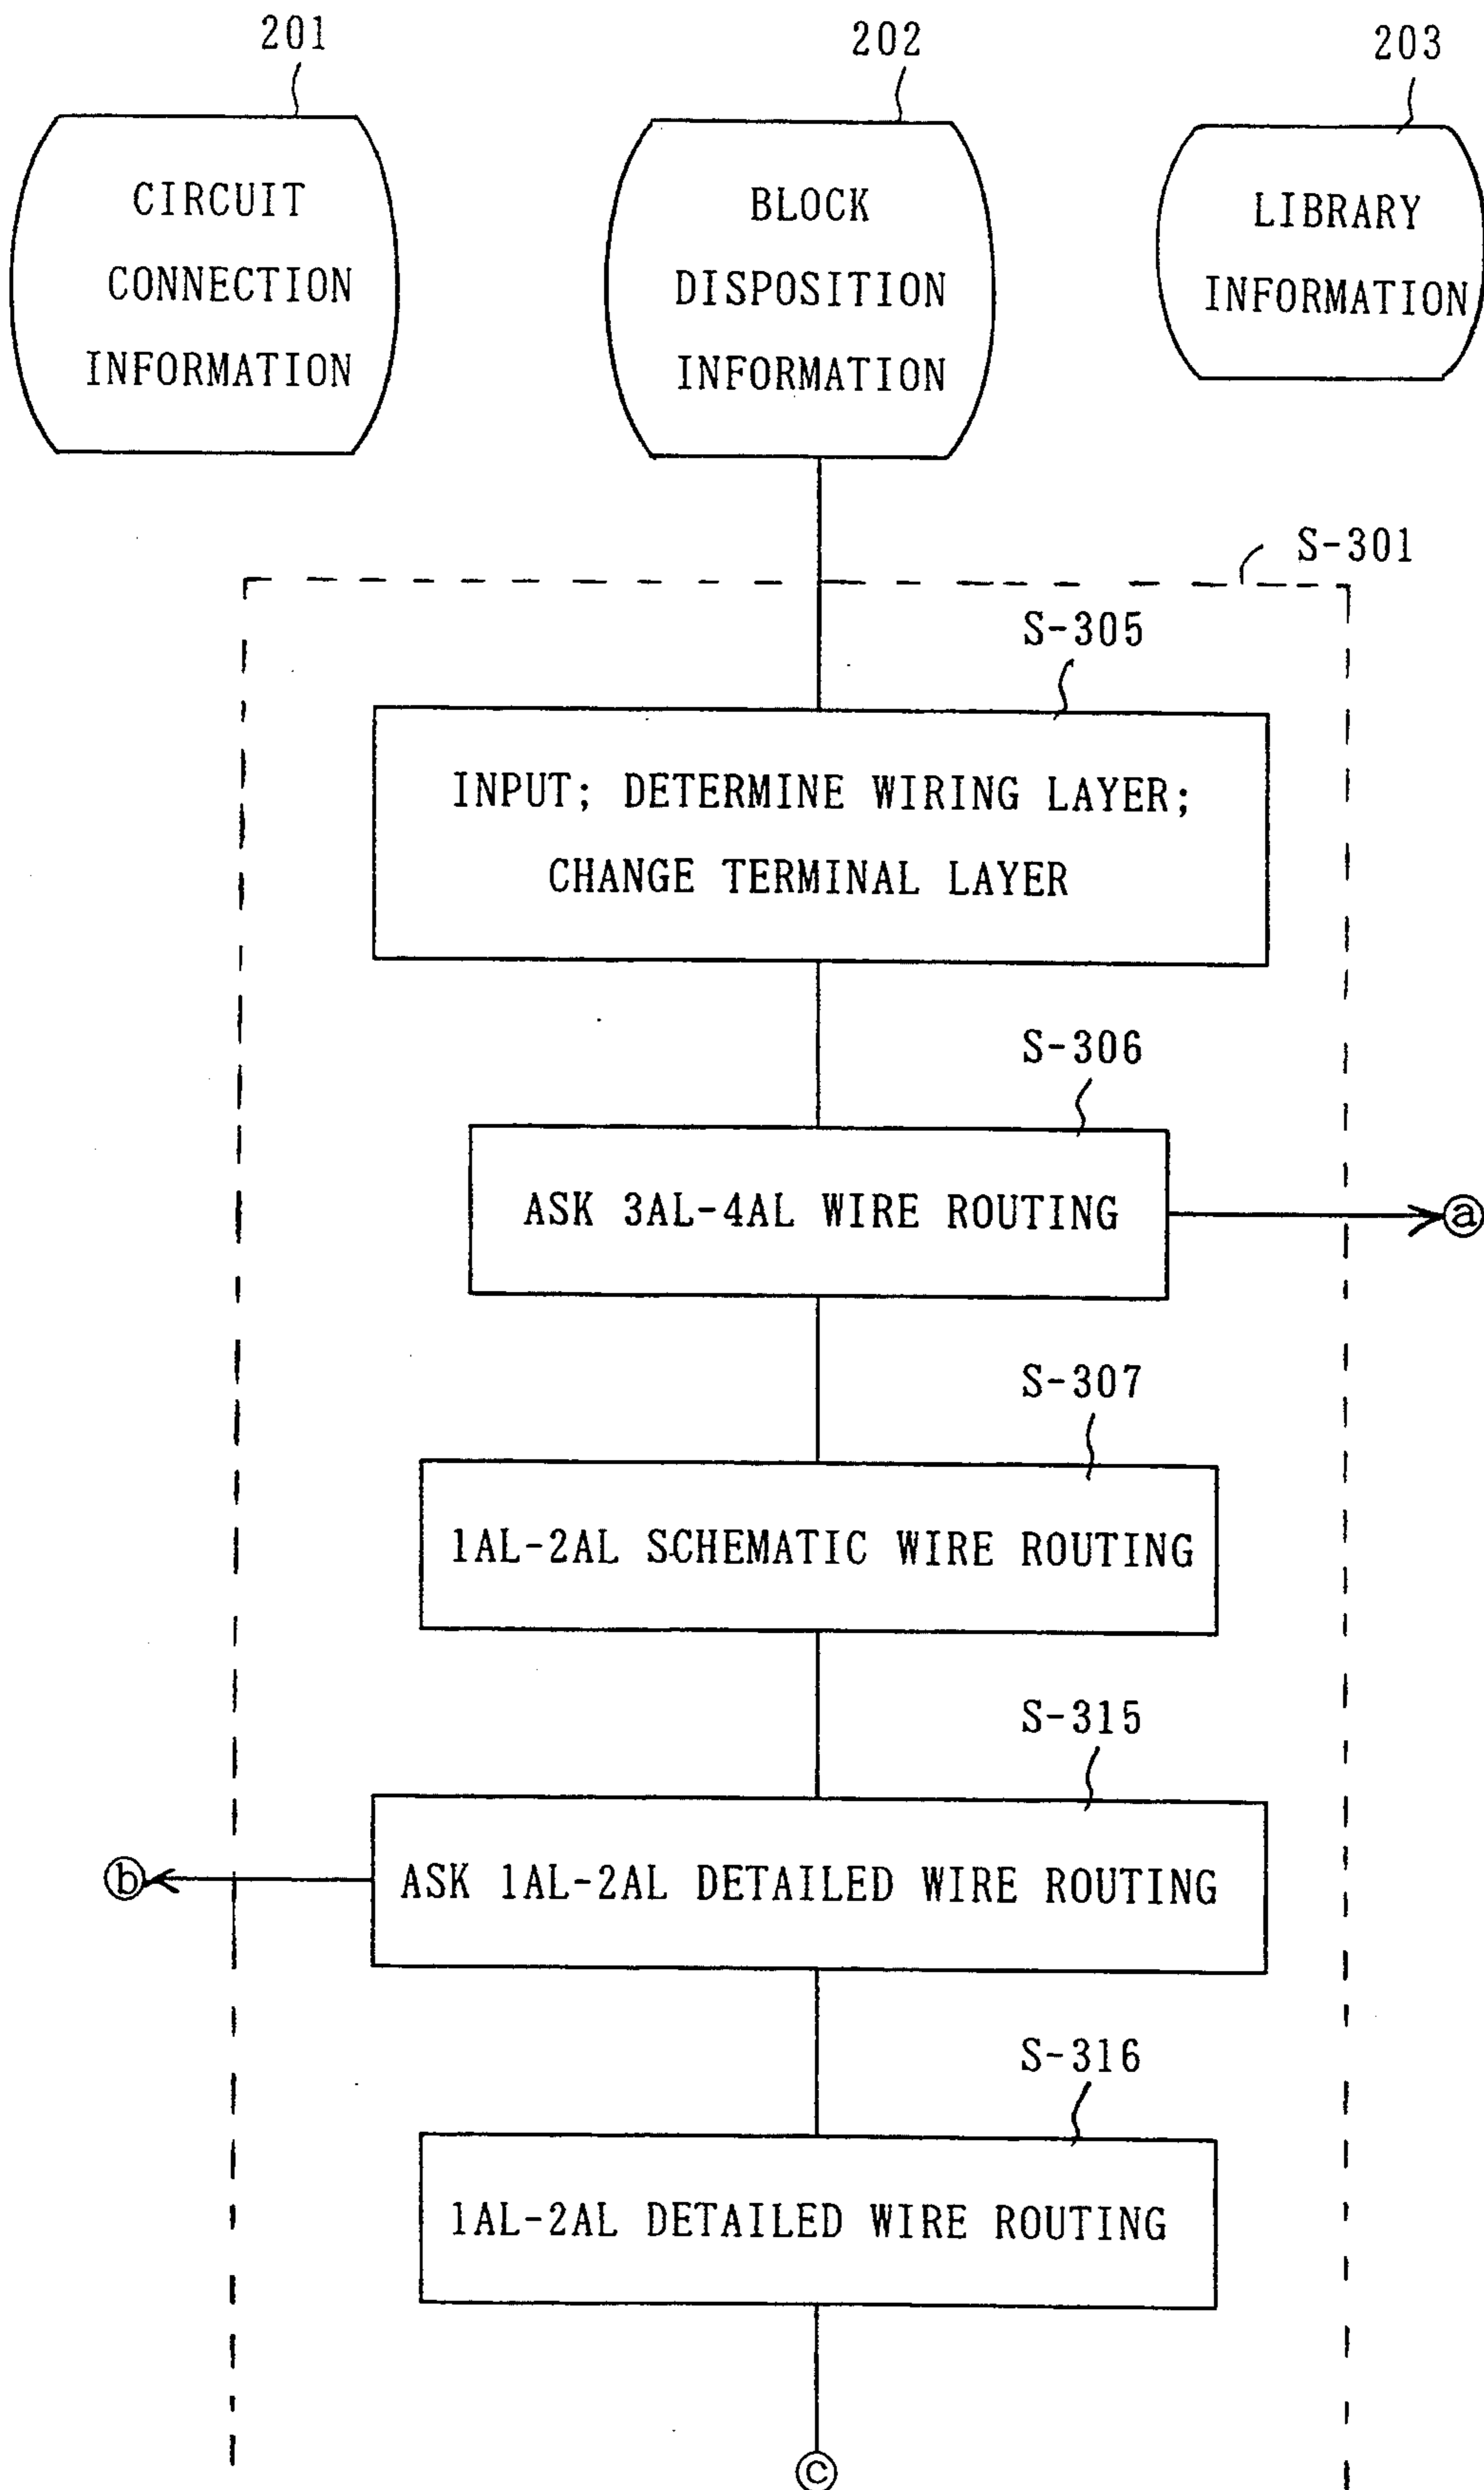 201
202
203
CIRCUIT
CONNECTION
INFORMATION
BLOCK
DISPOSITION
INFORMATION
LIBRARY
INFORMATION
S-301
S-305
INPUT; DETERMINE WIRING LAYER;
CHANGE TERMINAL LAYER
S-306
ASK 3AL-4AL WIRE ROUTING
ⓐ
S-307
1AL-2AL SCHEMATIC WIRE ROUTING
S-315
ⓑ
ASK 1AL-2AL DETAILED WIRE ROUTING
S-316
1AL-2AL DETAILED WIRE ROUTING
ⓒ